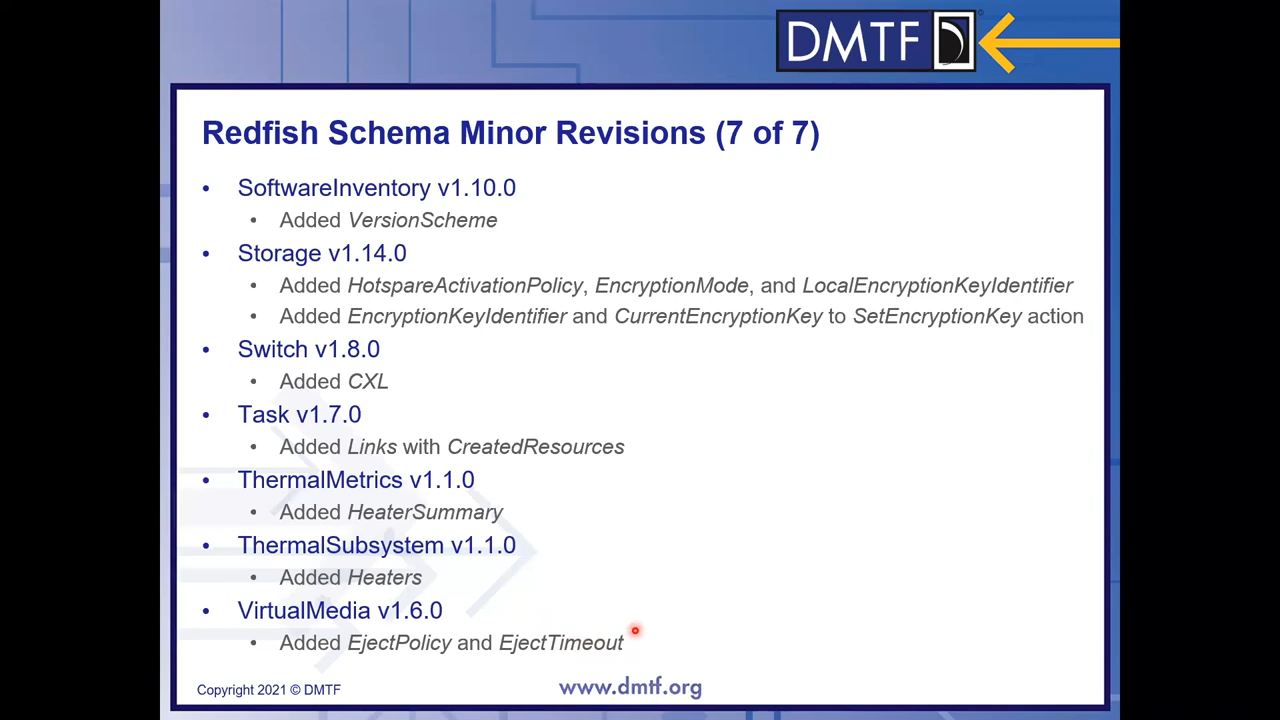 DMTF
Redfish Schema Minor Revisions (7 of 7)
• SoftwareInventory v1.10.0
• Added VersionScheme
• Storage v1.14.0
• Added HotspareActivationPolicy, EncryptionMode, and LocalEncryptionKeyIdentifier
• Added EncryptionKeyIdentifier and CurrentEncryptionKey to SetEncryptionKey action
• Switch v1.8.0
• Added CXL
• Task v1.7.0
• Added Links with CreatedResources
• ThermalMetrics v1.1.0
• Added HeaterSummary
• ThermalSubsystem v1.1.0
• Added Heaters
• VirtualMedia v1.6.0
• Added EjectPolicy and EjectTimeout
Copyright 2021 © DMTF
www.dmtf.org